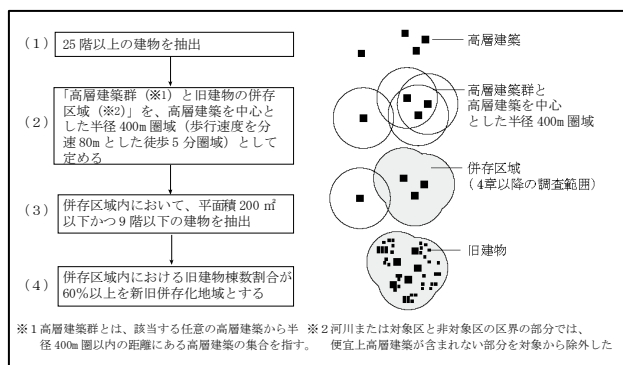 (1)
25 階以上の建物を抽出
高層建築
(2)
「高層建築群（※1）と旧建物の併存
区域（※2）」を、高層建築を中心と
した半径 400m 圏域（歩行速度を分
速 80m とした徒歩 5 分圏域）として
定める
高層建築群と
高層建築を中心
とした半径 400m 圏域
併存区域
(4章以降の調査範囲)
(3)
併存区域内において、平面積 200 ㎡
以下かつ 9 階以下の建物を抽出
旧建物
(4)
併存区域内における旧建物棟数割合が
60%以上を新旧併存化地域とする
※１高層建築群とは、該当する任意の高層建築から半
径 400m 圏以内の距離にある高層建築の集合を指す。
※２河川または対象区と非対象区の区界の部分では、
便宜上高層建築が含まれない部分を対象から除外した